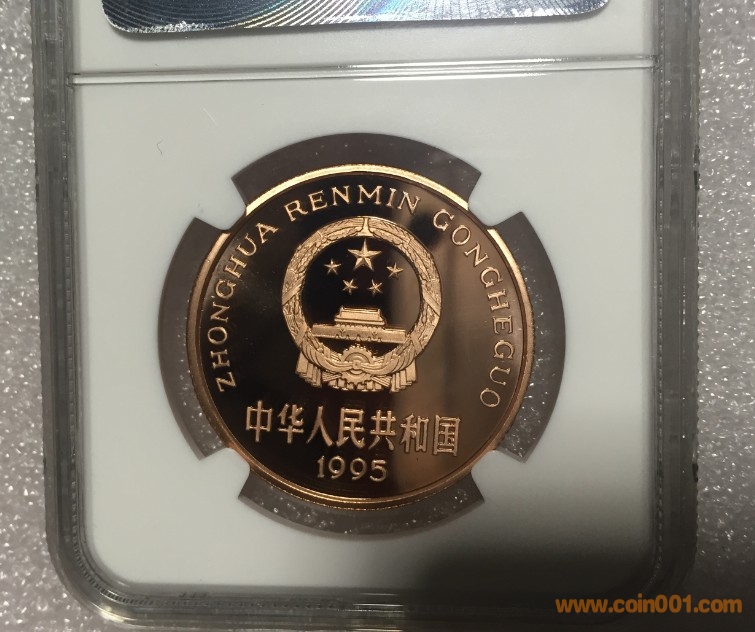 ZHONGHUA RENMIN GONGHEGUO
中华人民共和国
1995
www.coin001.com